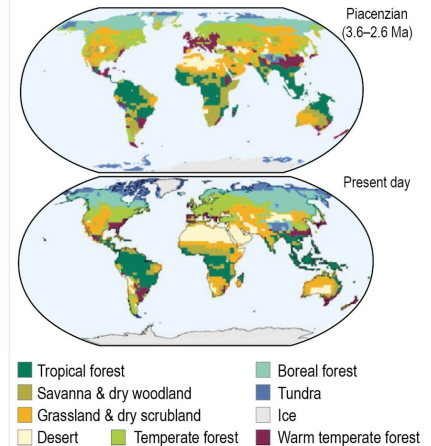 Piacenzian
(3.6–2.6 Ma)
Present day
Tropical forest
Savanna & dry woodland
Grassland & dry scrubland
Desert
Temperate forest
Boreal forest
Tundra
Ice
Warm temperate forest